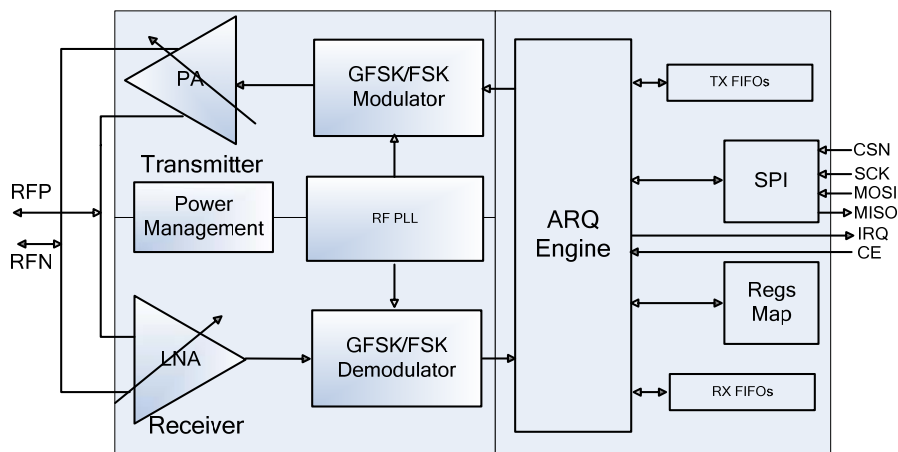 PA
GFSK/FSK
Modulator
TX FIFOs
Transmitter
CSN
SCK
SPI
MOSI
MISO
RFP
Power
Management
RF PLL
ARQ
Engine
IRQ
CE
RFN
Regs
Map
LNA
GFSK/FSK
Demodulator
RX FIFOs
Receiver